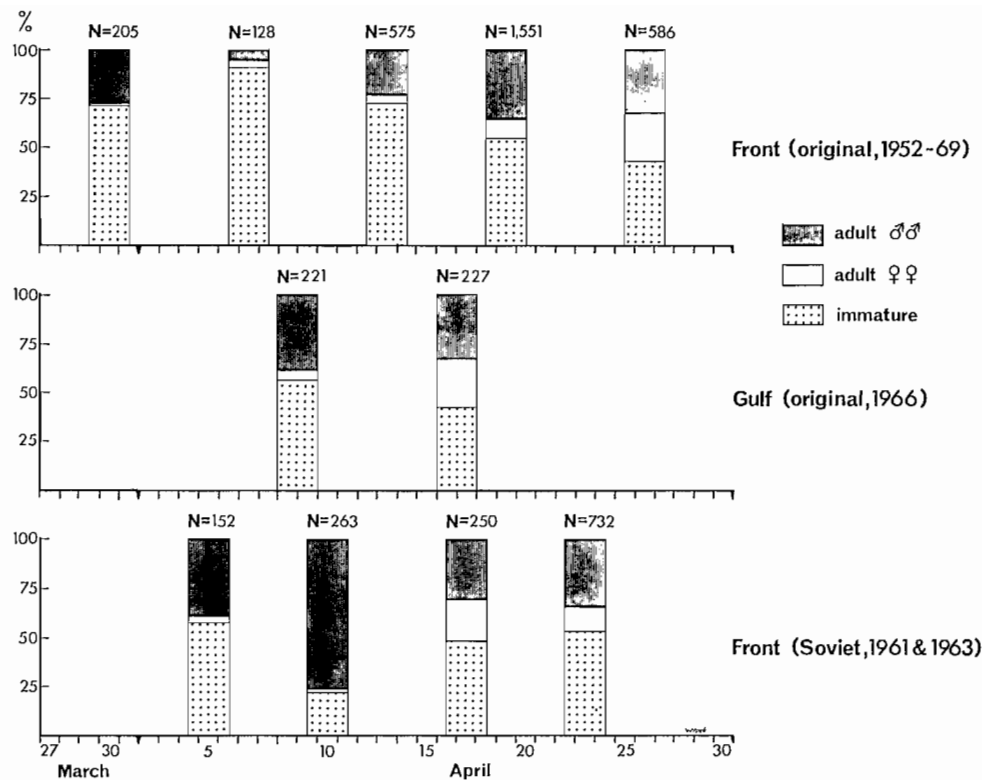 %
N=205 N=128 N=575 N=1,551 N=586
100
75
50
25
Front (original, 1952-69)
adult ♂♂
adult ♀♀
immature
N=221 N=227
100
75
50
25
Gulf (original, 1966)
N=152 N=263 N=250 N=732
100
75
50
25
Front (Soviet, 1961 & 1963)
27 30 5 10 15 20 25 30
March April